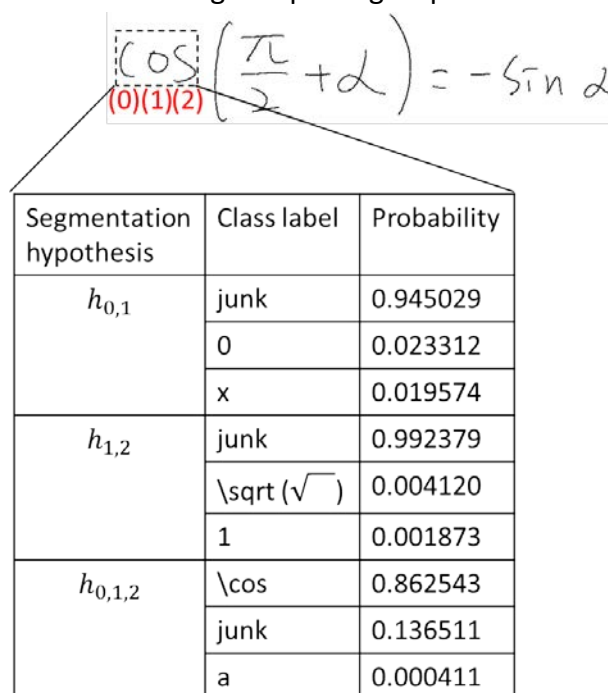 cos(π/2 + α) = - sin α
(0)(1)(2)
Segmentation hypothesis Class label Probability
h₀,₁ junk 0.945029
0 0.023312
x 0.019574
h₁,₂ junk 0.992379
\sqrt (√ ) 0.004120
1 0.001873
h₀,₁,₂ \cos 0.862543
junk 0.136511
a 0.000411